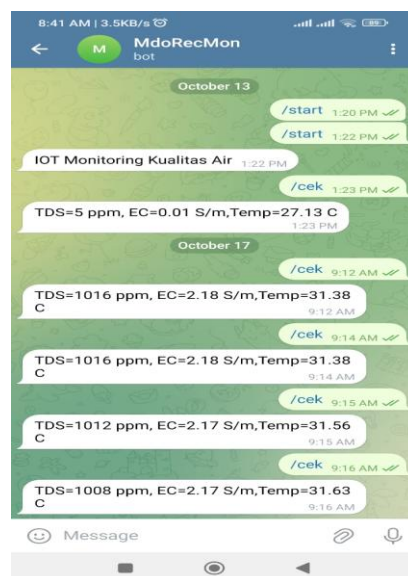 8:41 AM | 3.5KB/s
89
M
MdoRecMon
bot
October 13
/start 1:20 PM
/start 1:22 PM
IOT Monitoring Kualitas Air 1:22 PM
/cek 1:23 PM
TDS=5 ppm, EC=0.01 S/m,Temp=27.13 C
1:23 PM
October 17
/cek 9:12 AM
TDS=1016 ppm, EC=2.18 S/m,Temp=31.38
C
9:12 AM
/cek 9:14 AM
TDS=1016 ppm, EC=2.18 S/m,Temp=31.38
C
9:14 AM
/cek 9:15 AM
TDS=1012 ppm, EC=2.17 S/m,Temp=31.56
C
9:15 AM
/cek 9:16 AM
TDS=1008 ppm, EC=2.17 S/m,Temp=31.63
C
9:16 AM
Message